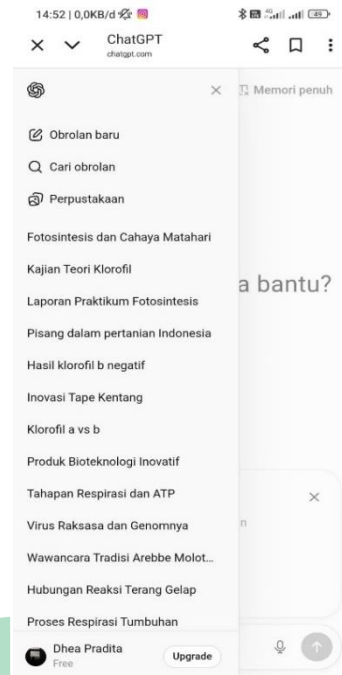 14:52 | 0,0KB/d
4G
49
ChatGPT
chatgpt.com
Memori penuh
Obrolan baru
Cari obrolan
Perpustakaan
Fotosintesis dan Cahaya Matahari
Kajian Teori Klorofil
a bantu?
Laporan Praktikum Fotosintesis
Pisang dalam pertanian Indonesia
Hasil klorofil b negatif
Inovasi Tape Kentang
Klorofil a vs b
Produk Bioteknologi Inovatif
Tahapan Respirasi dan ATP
Virus Raksasa dan Genomnya
n
Wawancara Tradisi Arebbe Molot...
Hubungan Reaksi Terang Gelap
Proses Respirasi Tumbuhan
Dhea Pradita
Free
Upgrade